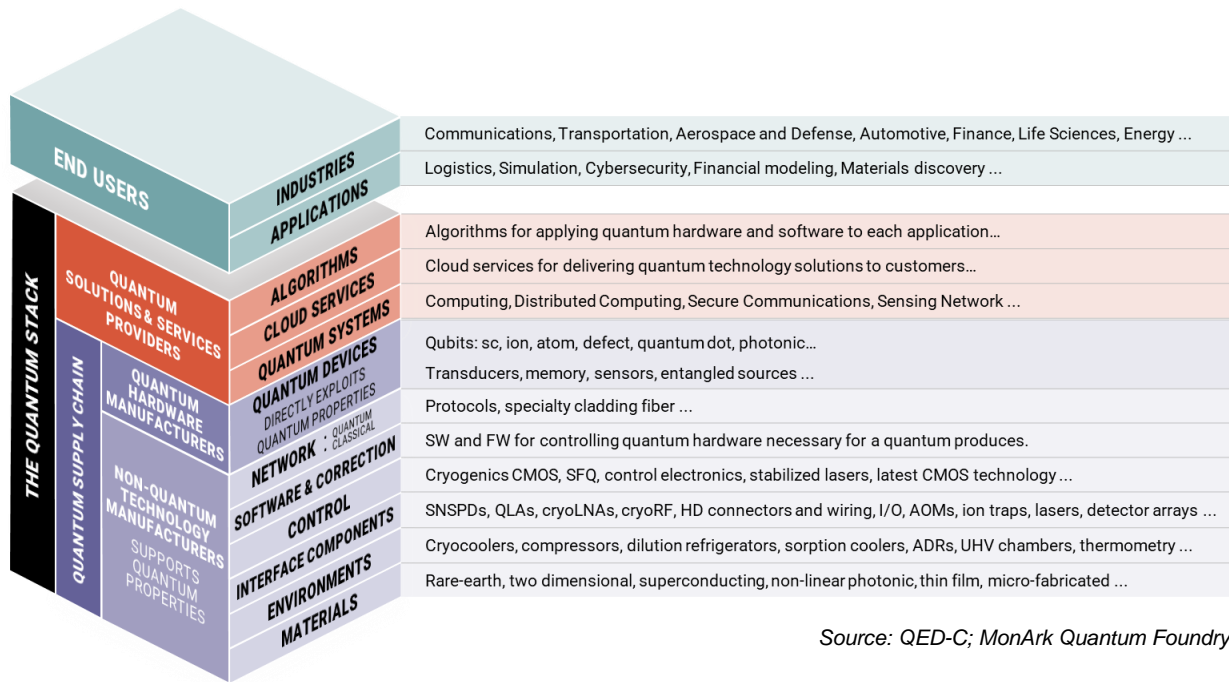 END USERS
INDUSTRIES
Communications, Transportation, Aerospace and Defense, Automotive, Finance, Life Sciences, Energy ...
APPLICATIONS
Logistics, Simulation, Cybersecurity, Financial modeling, Materials discovery ...
THE QUANTUM STACK
QUANTUM
SOLUTIONS & SERVICES
PROVIDERS
ALGORITHMS
Algorithms for applying quantum hardware and software to each application...
CLOUD SERVICES
Cloud services for delivering quantum technology solutions to customers...
QUANTUM SYSTEMS
Computing, Distributed Computing, Secure Communications, Sensing Network ...
QUANTUM SUPPLY CHAIN
QUANTUM
HARDWARE
MANUFACTURERS
QUANTUM DEVICES
DIRECTLY EXPLOITS
QUANTUM PROPERTIES
Qubits: sc, ion, atom, defect, quantum dot, photonic...
Transducers, memory, sensors, entangled sources ...
NON-QUANTUM
TECHNOLOGY
MANUFACTURERS
SUPPORTS
QUANTUM
PROPERTIES
NETWORK : QUANTUM
CLASSICAL
Protocols, specialty cladding fiber ...
SOFTWARE & CORRECTION
SW and FW for controlling quantum hardware necessary for a quantum produces.
CONTROL
Cryogenics CMOS, SFQ, control electronics, stabilized lasers, latest CMOS technology ...
INTERFACE COMPONENTS
SNSPDs, QLAs, cryoLNAs, cryoRF, HD connectors and wiring, I/O, AOMs, ion traps, lasers, detector arrays ...
ENVIRONMENTS
Cryocoolers, compressors, dilution refrigerators, sorption coolers, ADRs, UHV chambers, thermometry ...
MATERIALS
Rare-earth, two dimensional, superconducting, non-linear photonic, thin film, micro-fabricated ...
Source: QED-C; MonArk Quantum Foundry